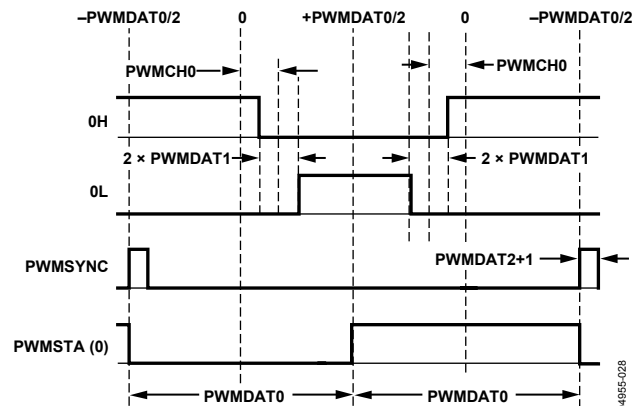 –PWMDAT0/2 0 +PWMDAT0/2 0 –PWMDAT0/2
PWMCH0 PWMCH0
0H
2 × PWMDAT1 2 × PWMDAT1
0L
PWMSYNC PWMDAT2+1
PWMSTA (0)
PWMDAT0 PWMDAT0
4955-028